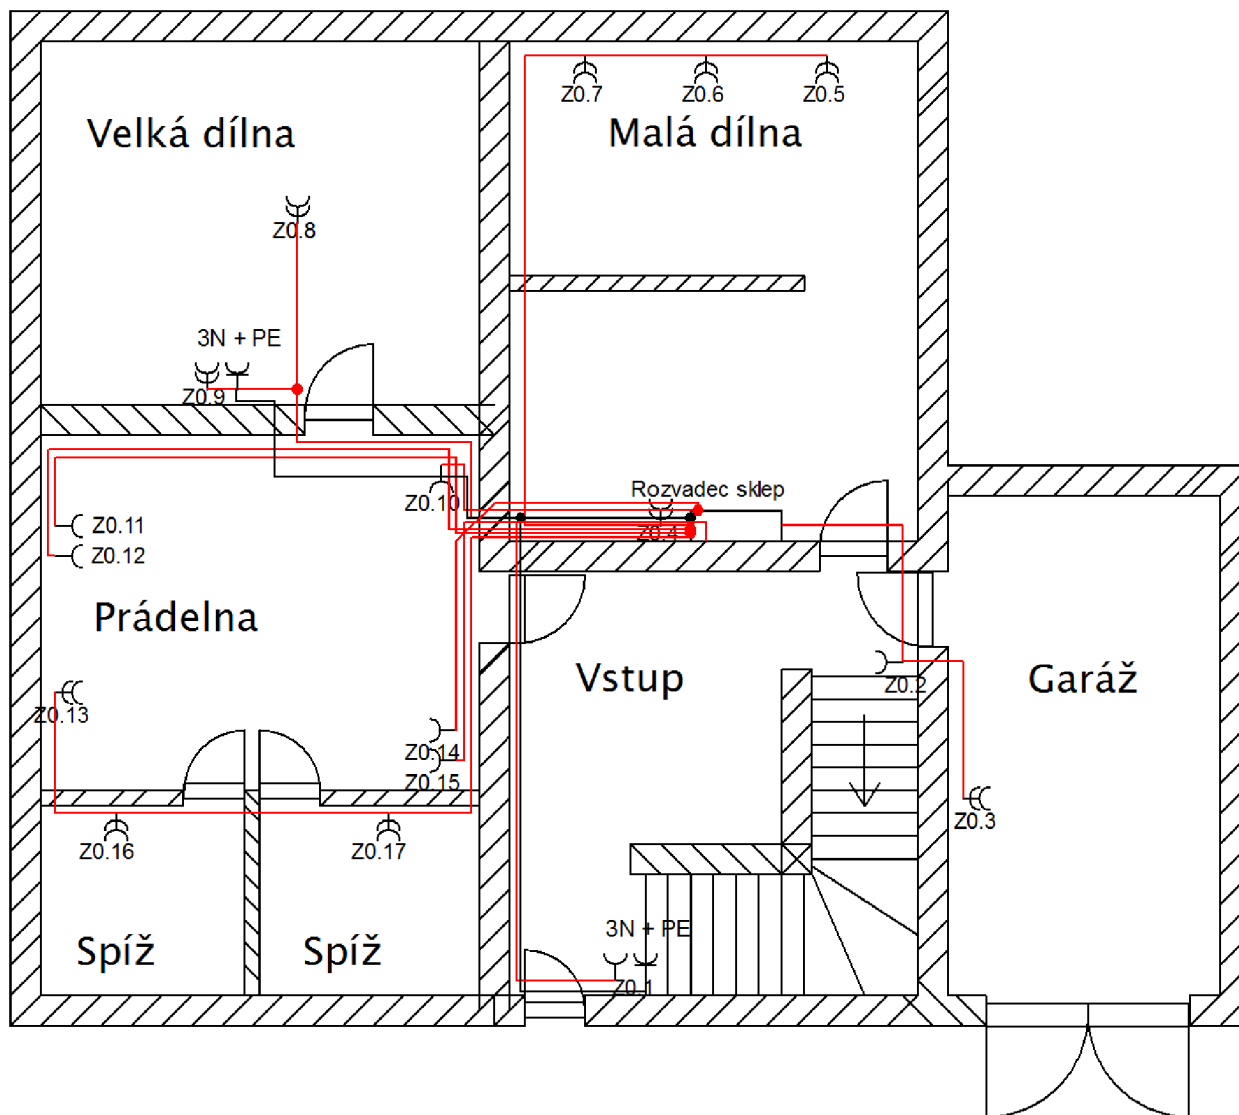 Z0.7
Z0.6
Z0.5
Velká dílna
Malá dílna
Z0.8
3N + PE
Z0.9
Z0.10
Rozvadec sklep
Z0.4
Z0.11
Z0.12
Prádelna
Vstup
Z0.2
Garáž
Z0.13
Z0.14
Z0.15
Z0.3
Z0.16
Z0.17
3N + PE
Spíž
Spíž
Z0.1